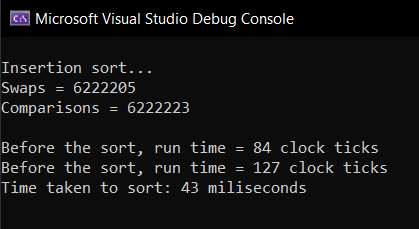 Microsoft Visual Studio Debug Console
Insertion sort...
Swaps = 6222205
Comparisons = 6222223
Before the sort, run time = 84 clock ticks
Before the sort, run time = 127 clock ticks
Time taken to sort: 43 miliseconds